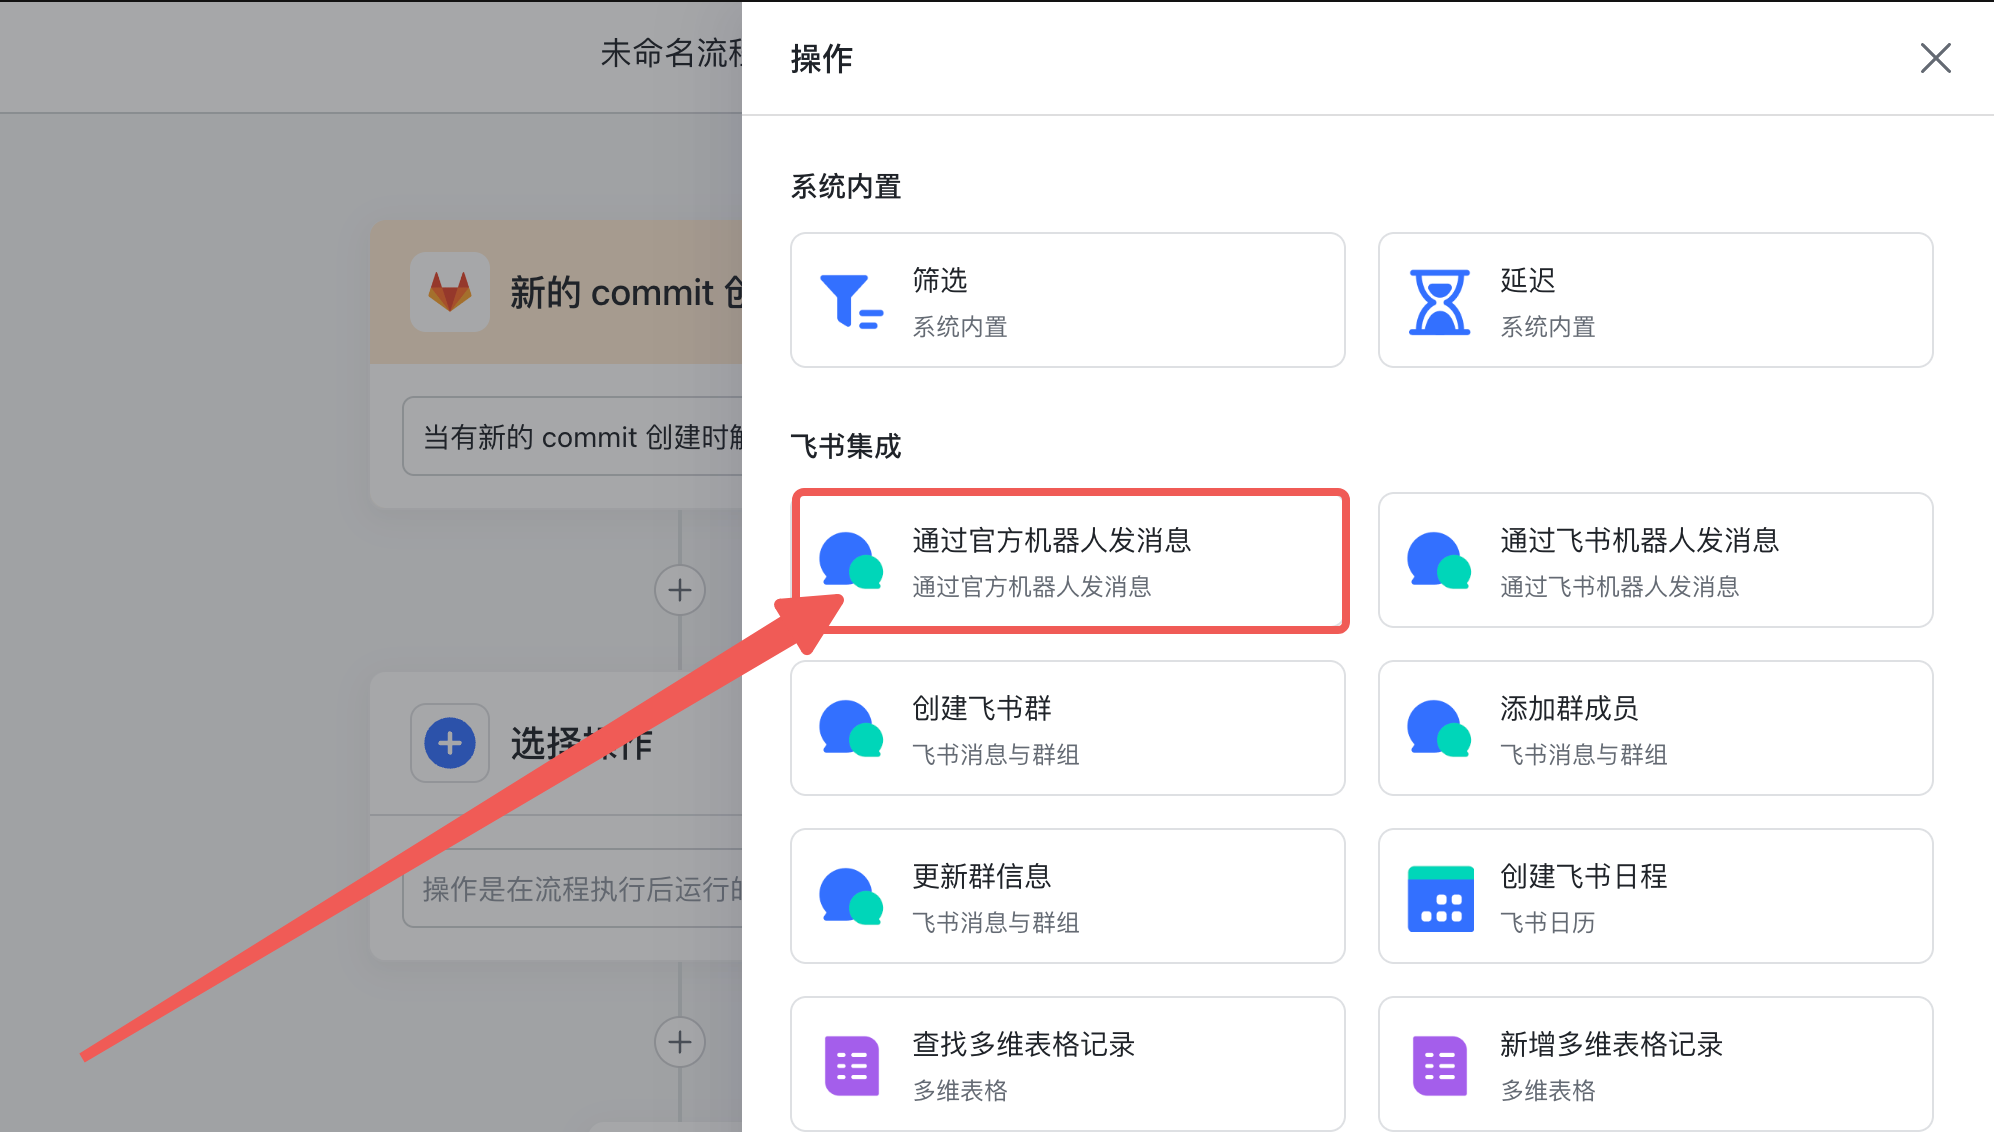 未命名流程
操作
系统内置
筛选
系统内置
延迟
系统内置
新的 commit 创
当有新的 commit 创建时触
飞书集成
通过官方机器人发消息
通过官方机器人发消息
通过飞书机器人发消息
通过飞书机器人发消息
选择操作
操作是在流程执行后运行的
创建飞书群
飞书消息与群组
添加群成员
飞书消息与群组
更新群信息
飞书消息与群组
创建飞书日程
飞书日历
查找多维表格记录
多维表格
新增多维表格记录
多维表格